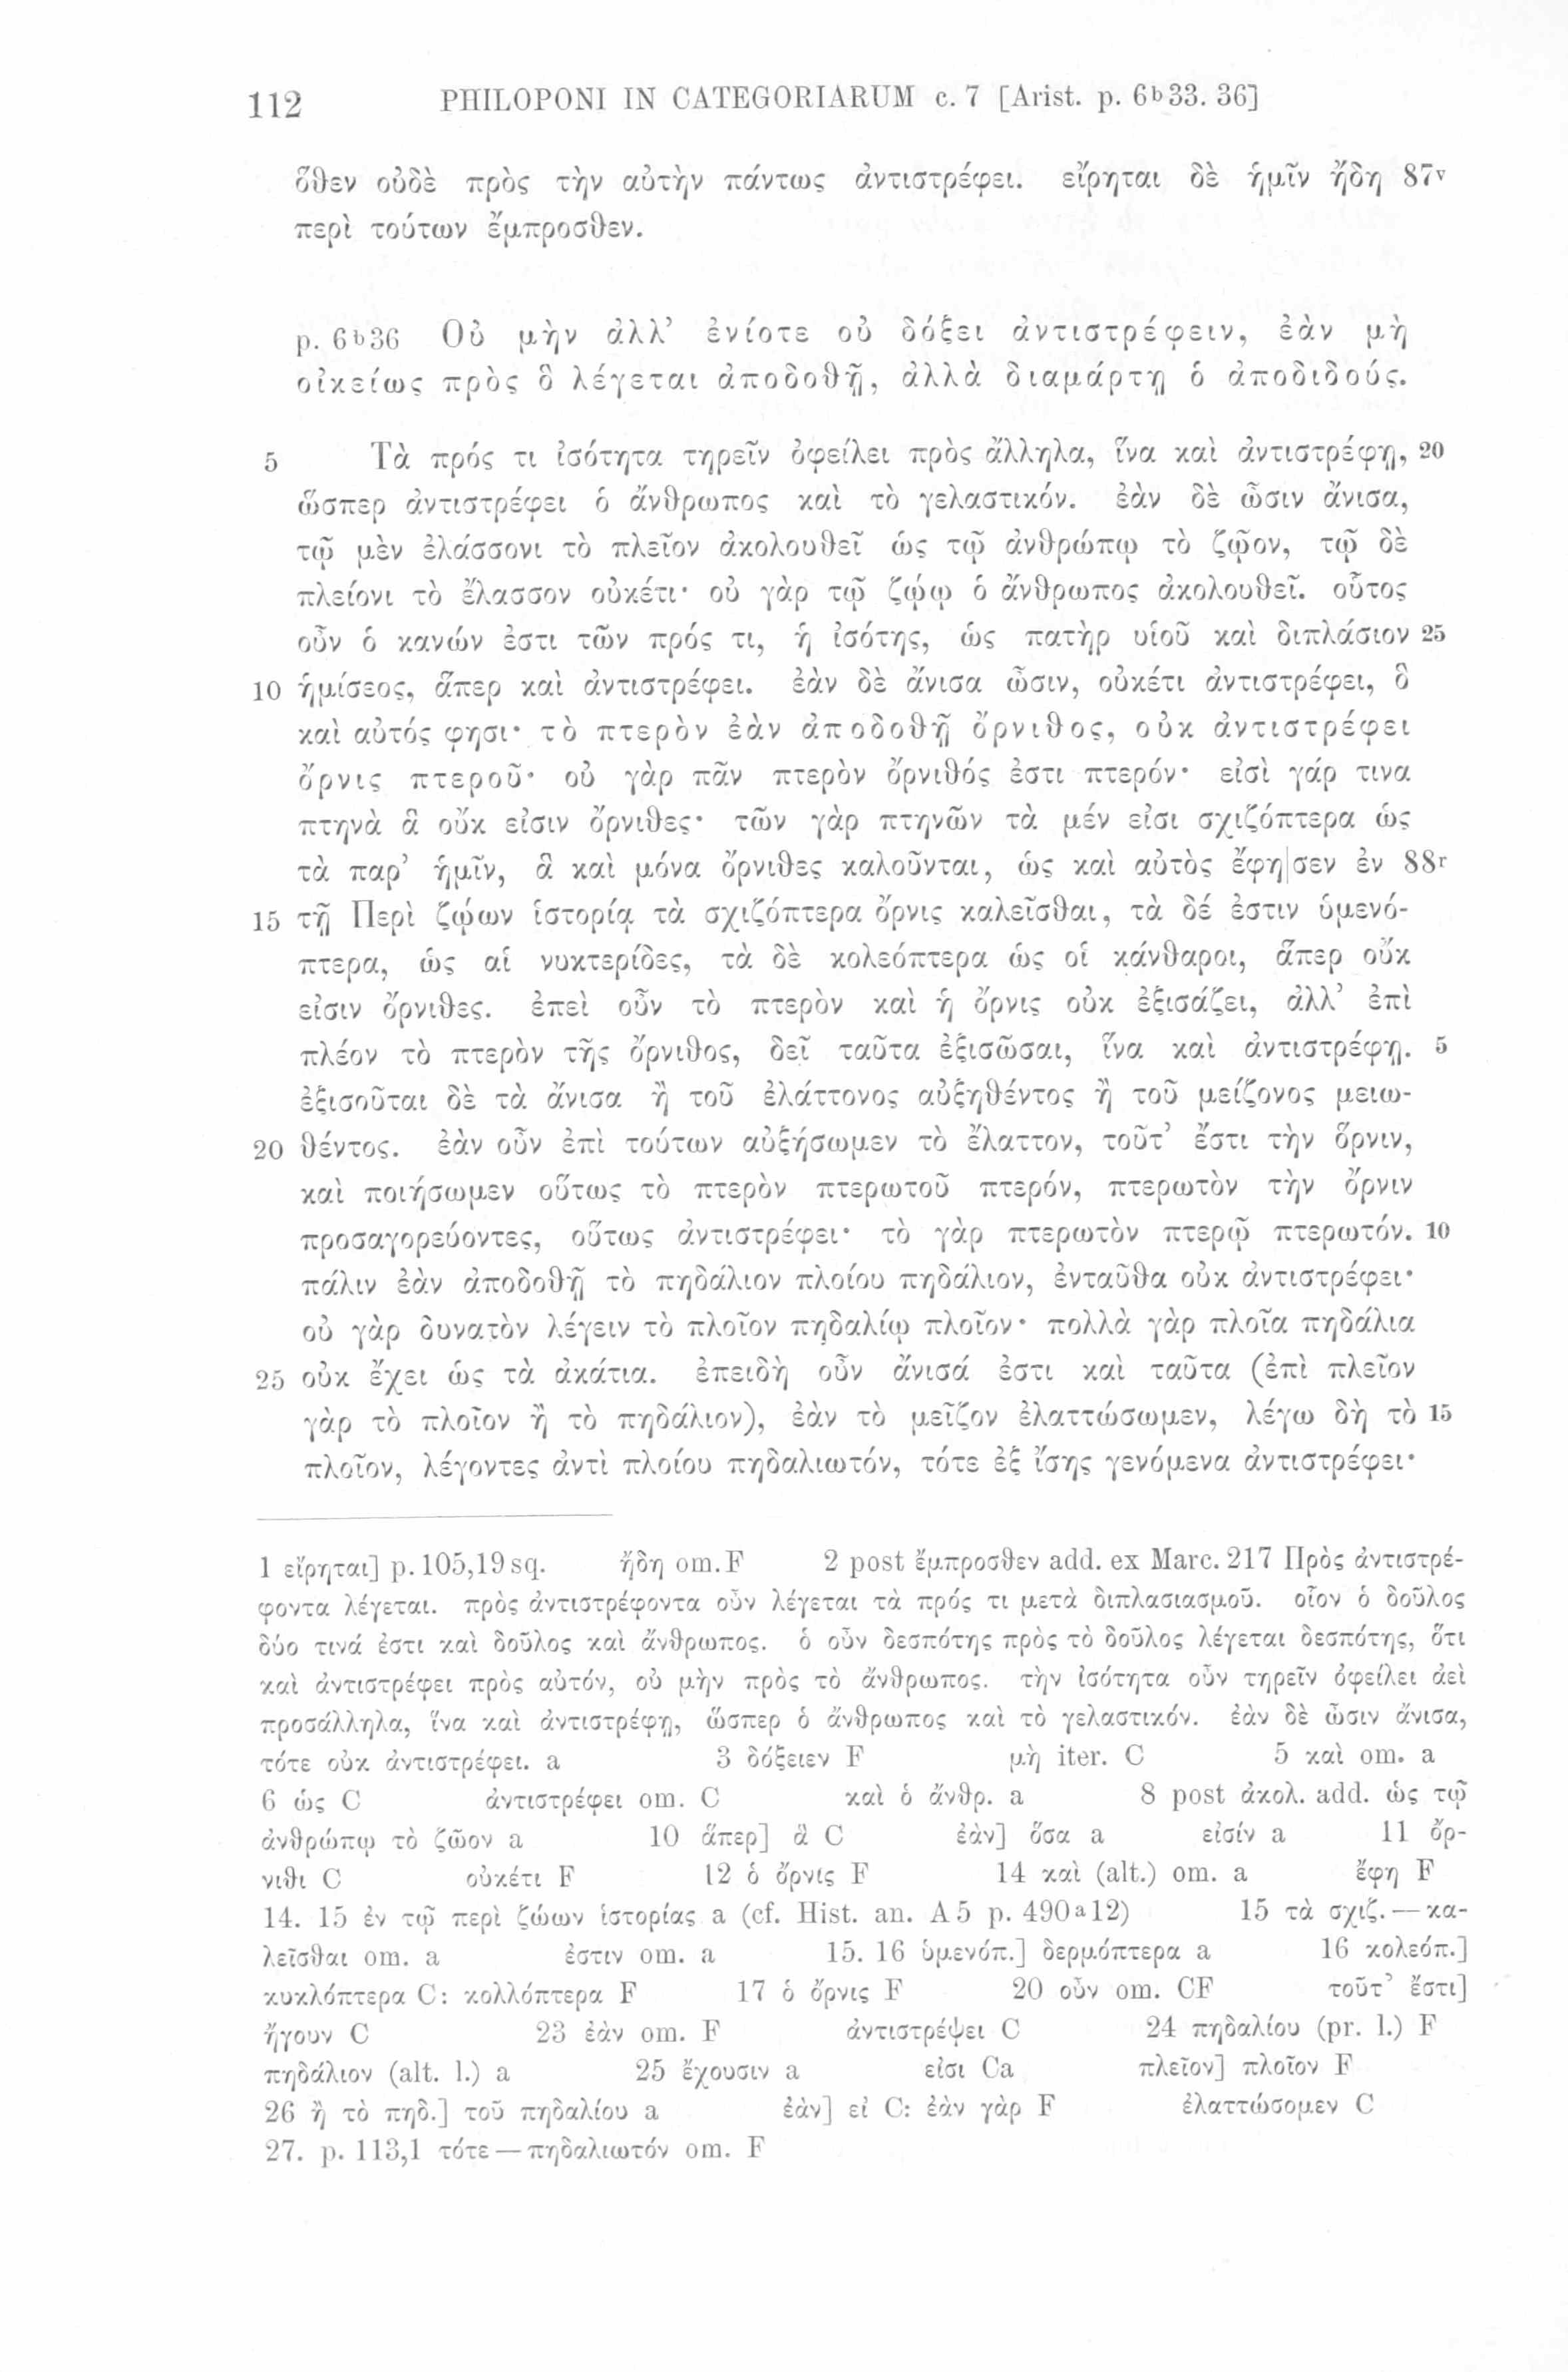 112 PHILOPONI IN CATEGORIARUM c. 7 [Arist. p. 6b33. 36]
ὅθεν οὐδὲ πρὸς τὴν αὐτὴν πάντως ἀντιστρέφει. εἴρηται δὲ ἡμῖν ἤδη 87v
περὶ τούτων ἔμπροσθεν.
p. 6b36 Οὐ μὴν ἀλλ’ ἐνίοτε οὐ δόξει ἀντιστρέφειν, ἐὰν μὴ
οἰκείως πρὸς ὃ λέγεται ἀποδοθῇ, ἀλλὰ διαμάρτῃ ὁ ἀποδιδούς.
5 Τὰ πρός τι ἰσότητα τηρεῖν ὀφείλει πρὸς ἄλληλα, ἵνα καὶ ἀντιστρέφῃ, 20
ὥσπερ ἀντιστρέφει ὁ ἄνθρωπος καὶ τὸ γελαστικόν. ἐὰν δὲ ὦσιν ἄνισα,
τῷ μὲν ἐλάσσονι τὸ πλεῖον ἀκολουθεῖ ὡς τῷ ἀνθρώπῳ τὸ ζῷον, τῷ δὲ
πλείονι τὸ ἔλασσον οὐκέτι· οὐ γὰρ τῷ ζῴῳ ὁ ἄνθρωπος ἀκολουθεῖ. οὗτος
οὖν ὁ κανών ἐστι τῶν πρός τι, ἡ ἰσότης, ὡς πατὴρ υἱοῦ καὶ διπλάσιον 25
10 ἡμίσεος, ἅπερ καὶ ἀντιστρέφει. ἐὰν δὲ ἄνισα ὦσιν, οὐκέτι ἀντιστρέφει, ὃ
καὶ αὐτός φησι· τὸ πτερὸν ἐὰν ἀποδοθῇ ὄρνιθος, οὐκ ἀντιστρέφει
ὄρνις πτεροῦ· οὐ γὰρ πᾶν πτερὸν ὄρνιθός ἐστι πτερόν· εἰσὶ γάρ τινα
πτηνὰ ἃ οὔκ εἰσιν ὄρνιθες· τῶν γὰρ πτηνῶν τὰ μέν εἰσι σχιζόπτερα ὡς
τὰ παρ’ ἡμῖν, ἃ καὶ μόνα ὄρνιθες καλοῦνται, ὡς καὶ αὐτὸς ἔφη|σεν ἐν 88r
15 τῇ Περὶ ζῴων ἱστορίᾳ τὰ σχιζόπτερα ὄρνις καλεῖσθαι, τὰ δέ ἐστιν ὑμενό-
πτερα, ὡς αἱ νυκτερίδες, τὰ δὲ κολεόπτερα ὡς οἱ κάνθαροι, ἅπερ οὔκ
εἰσιν ὄρνιθες. ἐπεὶ οὖν τὸ πτερὸν καὶ ἡ ὄρνις οὐκ ἐξισάζει, ἀλλ’ ἐπὶ
πλέον τὸ πτερὸν τῆς ὄρνιθος, δεῖ ταῦτα ἐξισῶσαι, ἵνα καὶ ἀντιστρέφῃ. 5
ἐξισοῦται δὲ τὰ ἄνισα ἢ τοῦ ἐλάττονος αὐξηθέντος ἢ τοῦ μείζονος μειω-
20 θέντος. ἐὰν οὖν ἐπὶ τούτων αὐξήσωμεν τὸ ἔλαττον, τοῦτ’ ἔστι τὴν ὄρνιν,
καὶ ποιήσωμεν οὕτως τὸ πτερὸν πτερωτοῦ πτερόν, πτερωτὸν τὴν ὄρνιν
προσαγορεύοντες, οὕτως ἀντιστρέφει· τὸ γὰρ πτερωτὸν πτερῷ πτερωτόν. 10
πάλιν ἐὰν ἀποδοθῇ τὸ πηδάλιον πλοίου πηδάλιον, ἐνταῦθα οὐκ ἀντιστρέφει·
οὐ γὰρ δυνατὸν λέγειν τὸ πλοῖον πηδαλίῳ πλοῖον· πολλὰ γὰρ πλοῖα πηδάλια
25 οὐκ ἔχει ὡς τὰ ἀκάτια. ἐπειδὴ οὖν ἄνισά ἐστι καὶ ταῦτα (ἐπὶ πλεῖον
γὰρ τὸ πλοῖον ἢ τὸ πηδάλιον), ἐὰν τὸ μεῖζον ἐλαττώσωμεν, λέγω δὴ τὸ 15
πλοῖον, λέγοντες ἀντὶ πλοίου πηδαλιωτόν, τότε ἐξ ἴσης γενόμενα ἀντιστρέφει·
1 εἴρηται] p. 105,19 sq. ἤδη om. F 2 post ἔμπροσθεν add. ex Marc. 217 Πρὸς ἀντιστρέ-
φοντα λέγεται. πρὸς ἀντιστρέφοντα οὖν λέγεται τὰ πρός τι μετὰ διπλασιασμοῦ. οἷον ὁ δοῦλος
δύο τινά ἐστι καὶ δοῦλος καὶ ἄνθρωπος. ὁ οὖν δεσπότης πρὸς τὸ δοῦλος λέγεται δεσπότης, ὅτι
καὶ ἀντιστρέφει πρὸς αὐτόν, οὐ μὴν πρὸς τὸ ἄνθρωπος. τὴν ἰσότητα οὖν τηρεῖν ὀφείλει ἀεὶ
προσάλληλα, ἵνα καὶ ἀντιστρέφῃ, ὥσπερ ὁ ἄνθρωπος καὶ τὸ γελαστικόν. ἐὰν δὲ ὦσιν ἄνισα,
τότε οὐκ ἀντιστρέφει. a 3 δόξειεν F μὴ iter. C 5 καὶ om. a
6 ὡς C ἀντιστρέφει om. C καὶ ὁ ἄνθρ. a 8 post ἀκολ. add. ὡς τῷ
ἀνθρώπῳ τὸ ζῶον a 10 ἅπερ] ἃ C ἐὰν] ὅσα a εἰσίν a 11 ὄρ-
νιθι C οὐκέτι F 12 ὁ ὄρνις F 14 καὶ (alt.) om. a ἔφη F
14. 15 ἐν τῷ περὶ ζώων ἱστορίας a (cf. Hist. an. A 5 p. 490a12) 15 τὰ σχιζ. — κα-
λεῖσθαι om. a ἐστιν om. a 15. 16 ὑμενόπ.] δερμόπτερα a 16 κολεόπ.]
κυκλόπτερα C: κολλόπτερα F 17 ὁ ὄρνις F 20 οὖν om. CF τοῦτ’ ἔστι]
ἤγουν C 23 ἐὰν om. F ἀντιστρέψει C 24 πηδαλίου (pr. l.) F
πηδάλιον (alt. l.) a 25 ἔχουσιν a εἰσι Ca πλεῖον] πλοῖον F
26 ἢ τὸ πηδ.] τοῦ πηδαλίου a ἐὰν] εἰ C: ἐὰν γὰρ F ἐλαττώσομεν C
27. p. 113,1 τότε — πηδαλιωτόν om. F